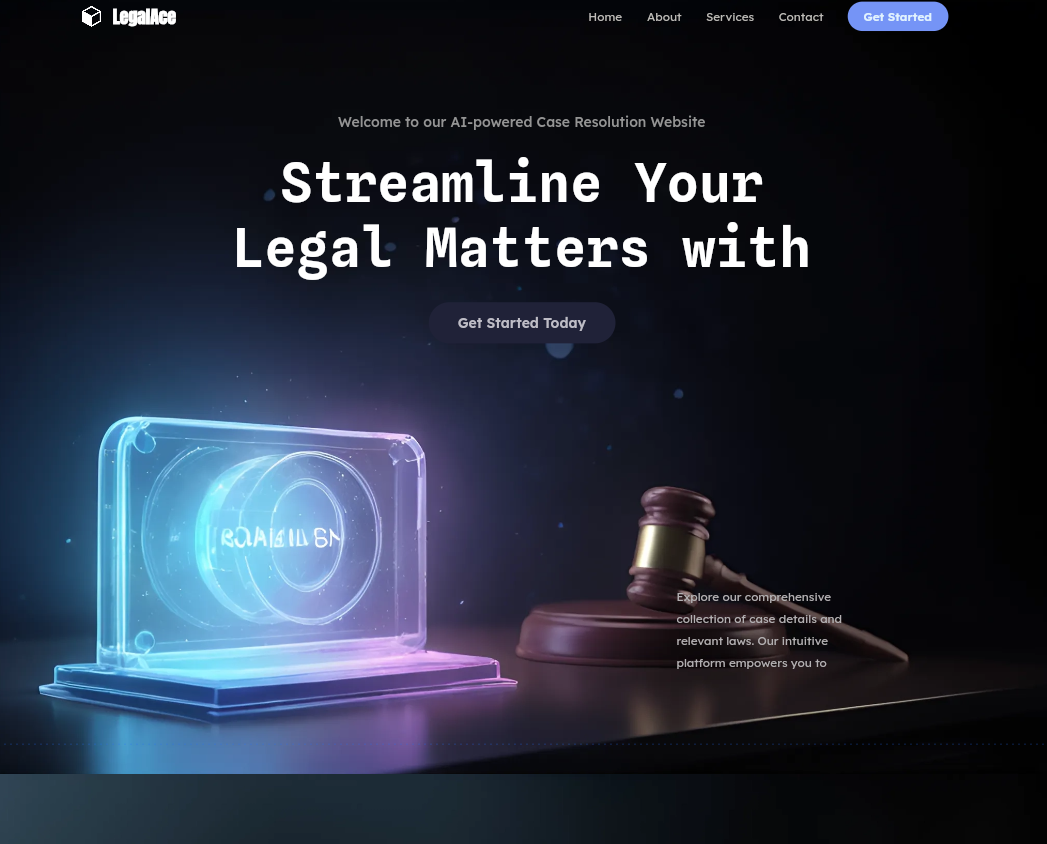 LegalAce
Home About Services Contact Get Started
Welcome to our AI-powered Case Resolution Website
Streamline Your
Legal Matters with
Get Started Today
Explore our comprehensive
collection of case details and
relevant laws. Our intuitive
platform empowers you to